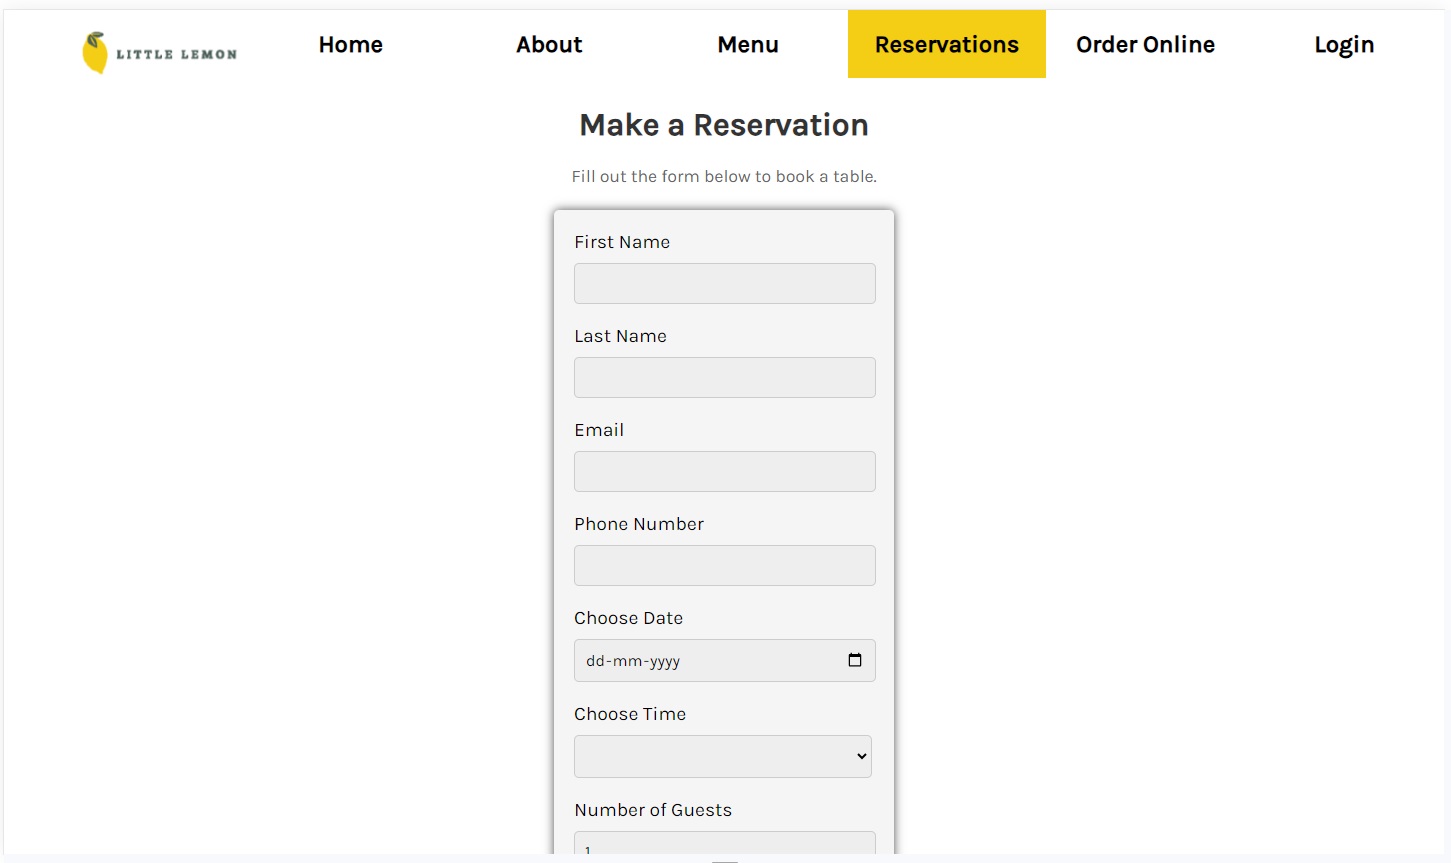 LITTLE LEMON
Home About Menu Reservations Order Online Login
Make a Reservation
Fill out the form below to book a table.
First Name
Last Name
Email
Phone Number
Choose Date
dd-mm-yyyy
Choose Time
Number of Guests
1